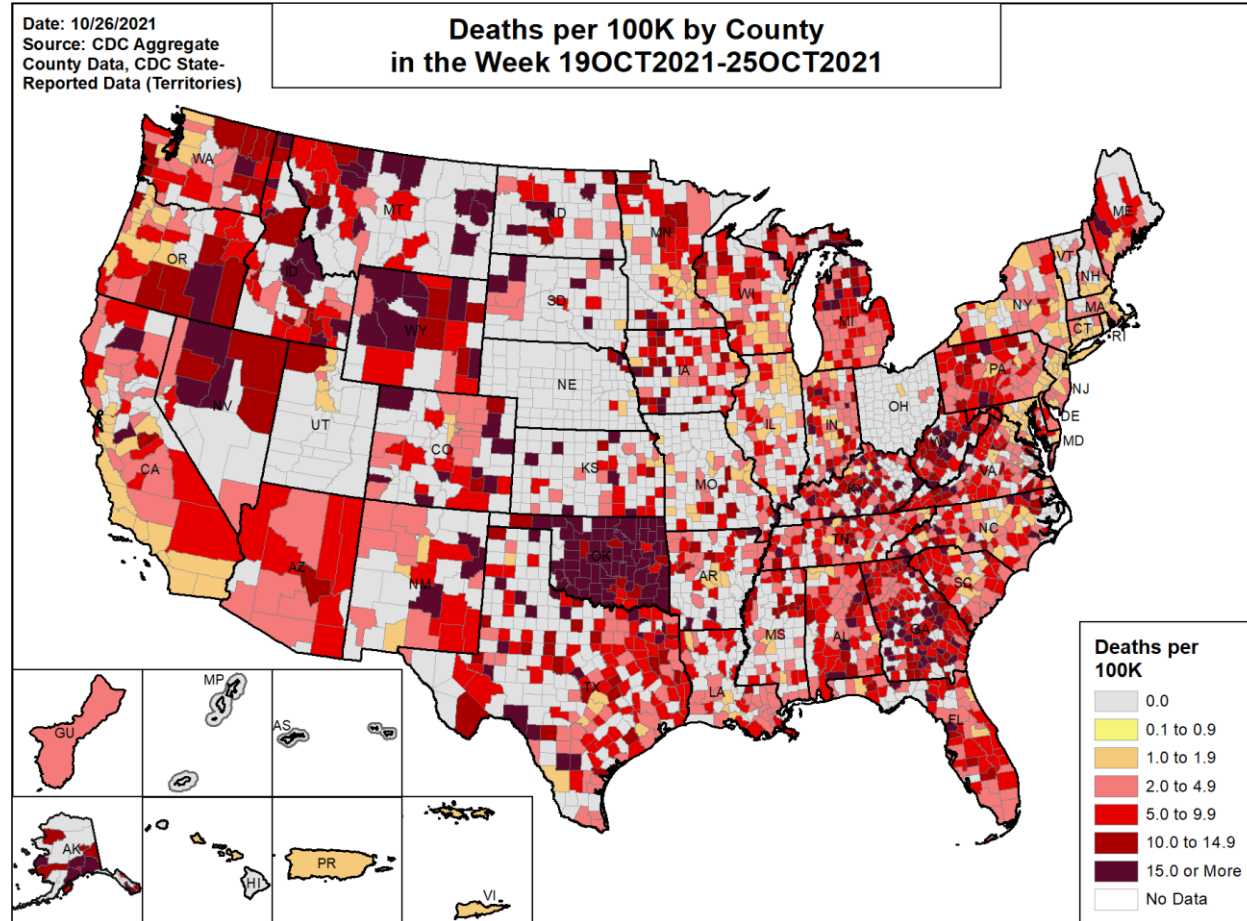 Date: 10/26/2021
Source: CDC Aggregate
County Data, CDC State-
Reported Data (Territories)
Deaths per 100K by County
in the Week 19OCT2021-25OCT2021
WA
MT
ND
MN
ME
OR
ID
WY
SD
WI
MI
NY
VT
NH
MA
CT
RI
NV
UT
CO
NE
IA
IL
IN
OH
PA
NJ
DE
MD
CA
AZ
NM
KS
MO
KY
WV
VA
OK
AR
TN
NC
SC
TX
LA
MS
AL
GA
FL
GU
MP
AS
AK
HI
PR
VI
Deaths per
100K
0.0
0.1 to 0.9
1.0 to 1.9
2.0 to 4.9
5.0 to 9.9
10.0 to 14.9
15.0 or More
No Data